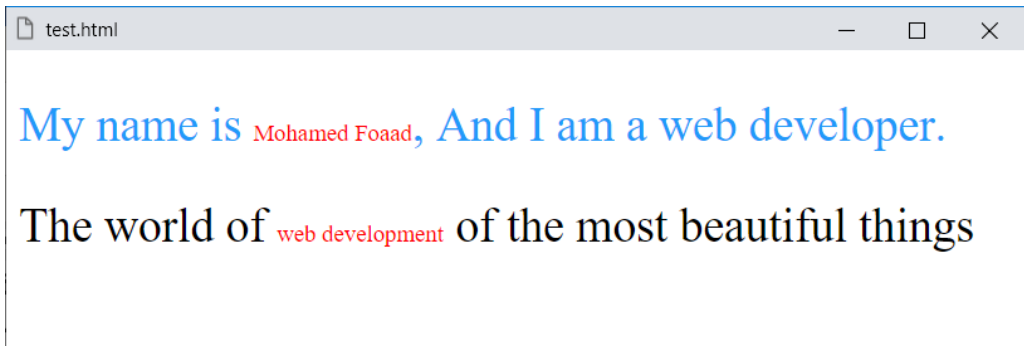 test.html
My name is Mohamed Foaad, And I am a web developer.
The world of web development of the most beautiful things